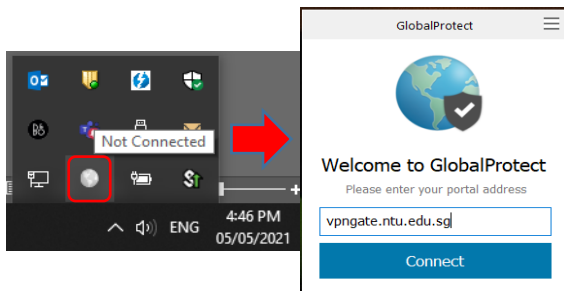 Not Connected
ENG
4:46 PM
05/05/2021
GlobalProtect
Welcome to GlobalProtect
Please enter your portal address
vpngate.ntu.edu.sg
Connect